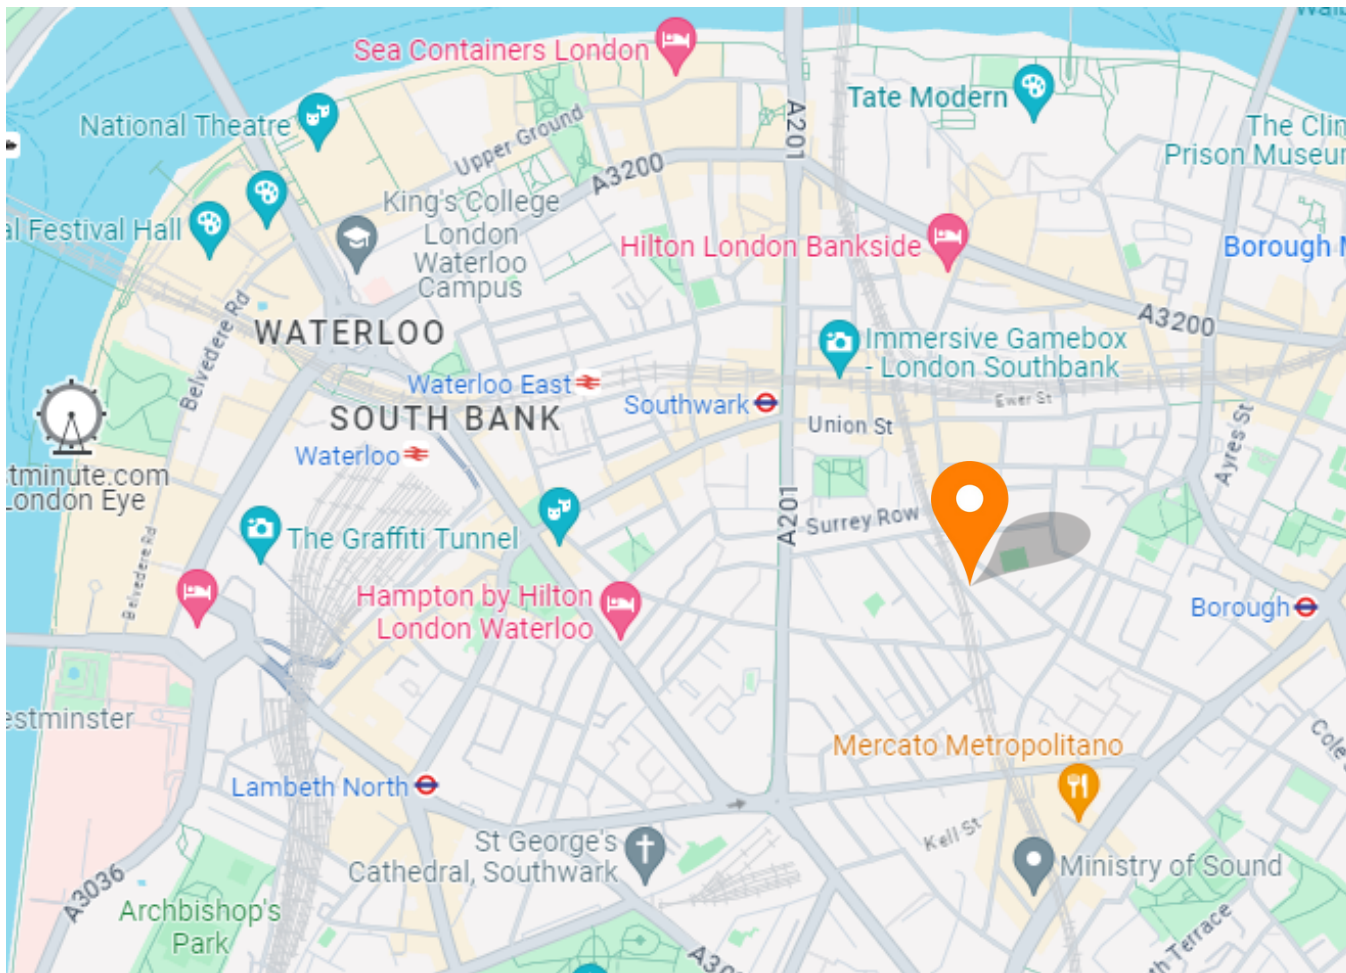 Sea Containers London
Tate Modern
National Theatre
Upper Ground
A201
The Clin
Prison Museum
A3200
King's College
London
Waterloo
Campus
al Festival Hall
Hilton London Bankside
Borough M
Belvedere Rd
WATERLOO
A3200
Immersive Gamebox
- London Southbank
Waterloo East
Southwark
Ewer St
SOUTH BANK
Union St
Waterloo
Ayres St
stminute.com
London Eye
A201
Surrey Row
The Graffiti Tunnel
Belvedere Rd
Hampton by Hilton
London Waterloo
Borough
estminster
Cole
Mercato Metropolitano
Lambeth North
Kell St
St George's
Cathedral, Southwark
Ministry of Sound
A3036
Archbishop's
Park
th Terrace
A30